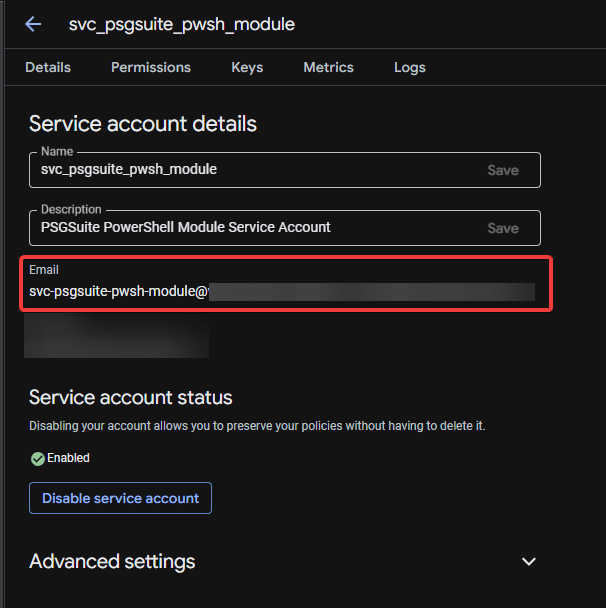 svc_psgsuite_pwsh_module
Details Permissions Keys Metrics Logs
Service account details
Name
svc_psgsuite_pwsh_module Save
Description
PSGSuite PowerShell Module Service Account Save
Email
svc-psgsuite-pwsh-module@
Service account status
Disabling your account allows you to preserve your policies without having to delete it.
Enabled
Disable service account
Advanced settings